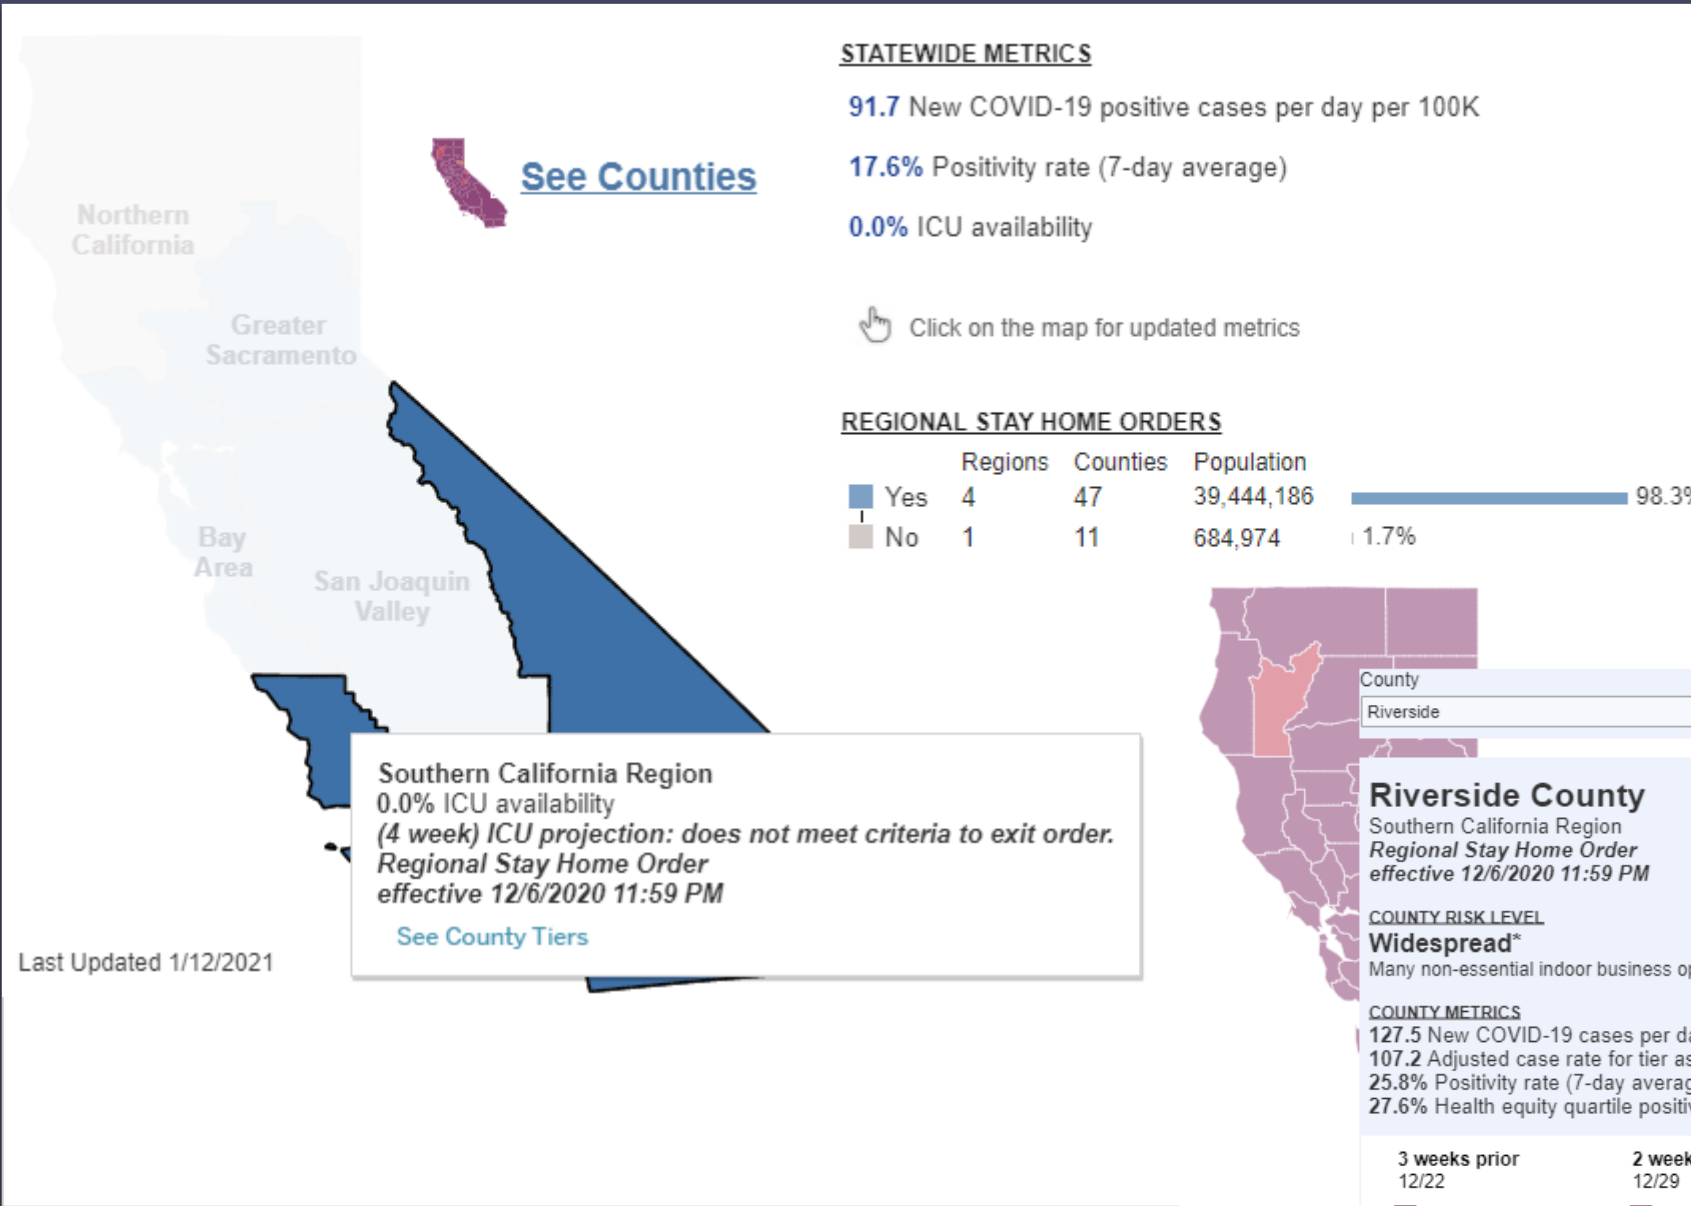 STATEWIDE METRICS
91.7 New COVID-19 positive cases per day per 100K
17.6% Positivity rate (7-day average)
0.0% ICU availability
See Counties
Northern
California
Greater
Sacramento
Bay
Area
San Joaquin
Valley
Click on the map for updated metrics
REGIONAL STAY HOME ORDERS
Regions Counties Population
Yes 4 47 39,444,186 98.3%
No 1 11 684,974 1.7%
Southern California Region
0.0% ICU availability
(4 week) ICU projection: does not meet criteria to exit order.
Regional Stay Home Order
effective 12/6/2020 11:59 PM
See County Tiers
Last Updated 1/12/2021
County
Riverside
Riverside County
Southern California Region
Regional Stay Home Order
effective 12/6/2020 11:59 PM
COUNTY RISK LEVEL
Widespread*
Many non-essential indoor business
COUNTY METRICS
127.5 New COVID-19 cases per
107.2 Adjusted case rate for tier
25.8% Positivity rate (7-day
27.6% Health equity quartile
3 weeks prior
12/22
2
12/29